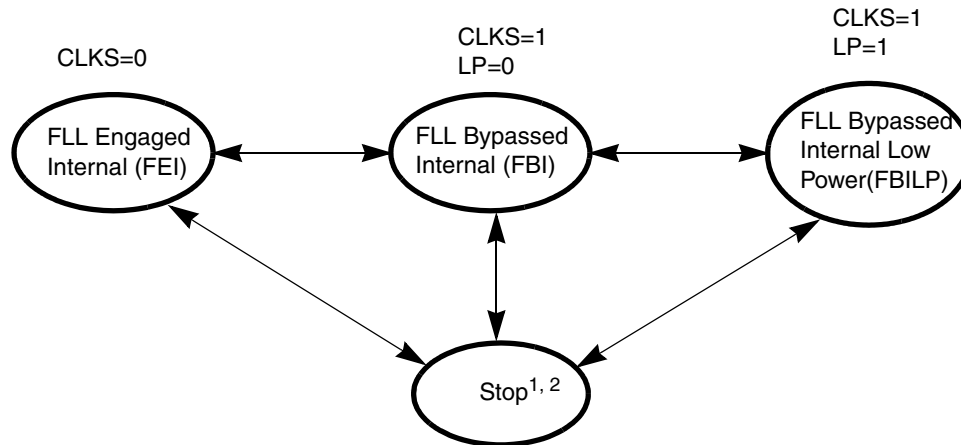 CLKS=0
CLKS=1
LP=0
CLKS=1
LP=1
FLL Engaged
Internal (FEI)
FLL Bypassed
Internal (FBI)
FLL Bypassed
Internal Low
Power(FBILP)
Stop1, 2